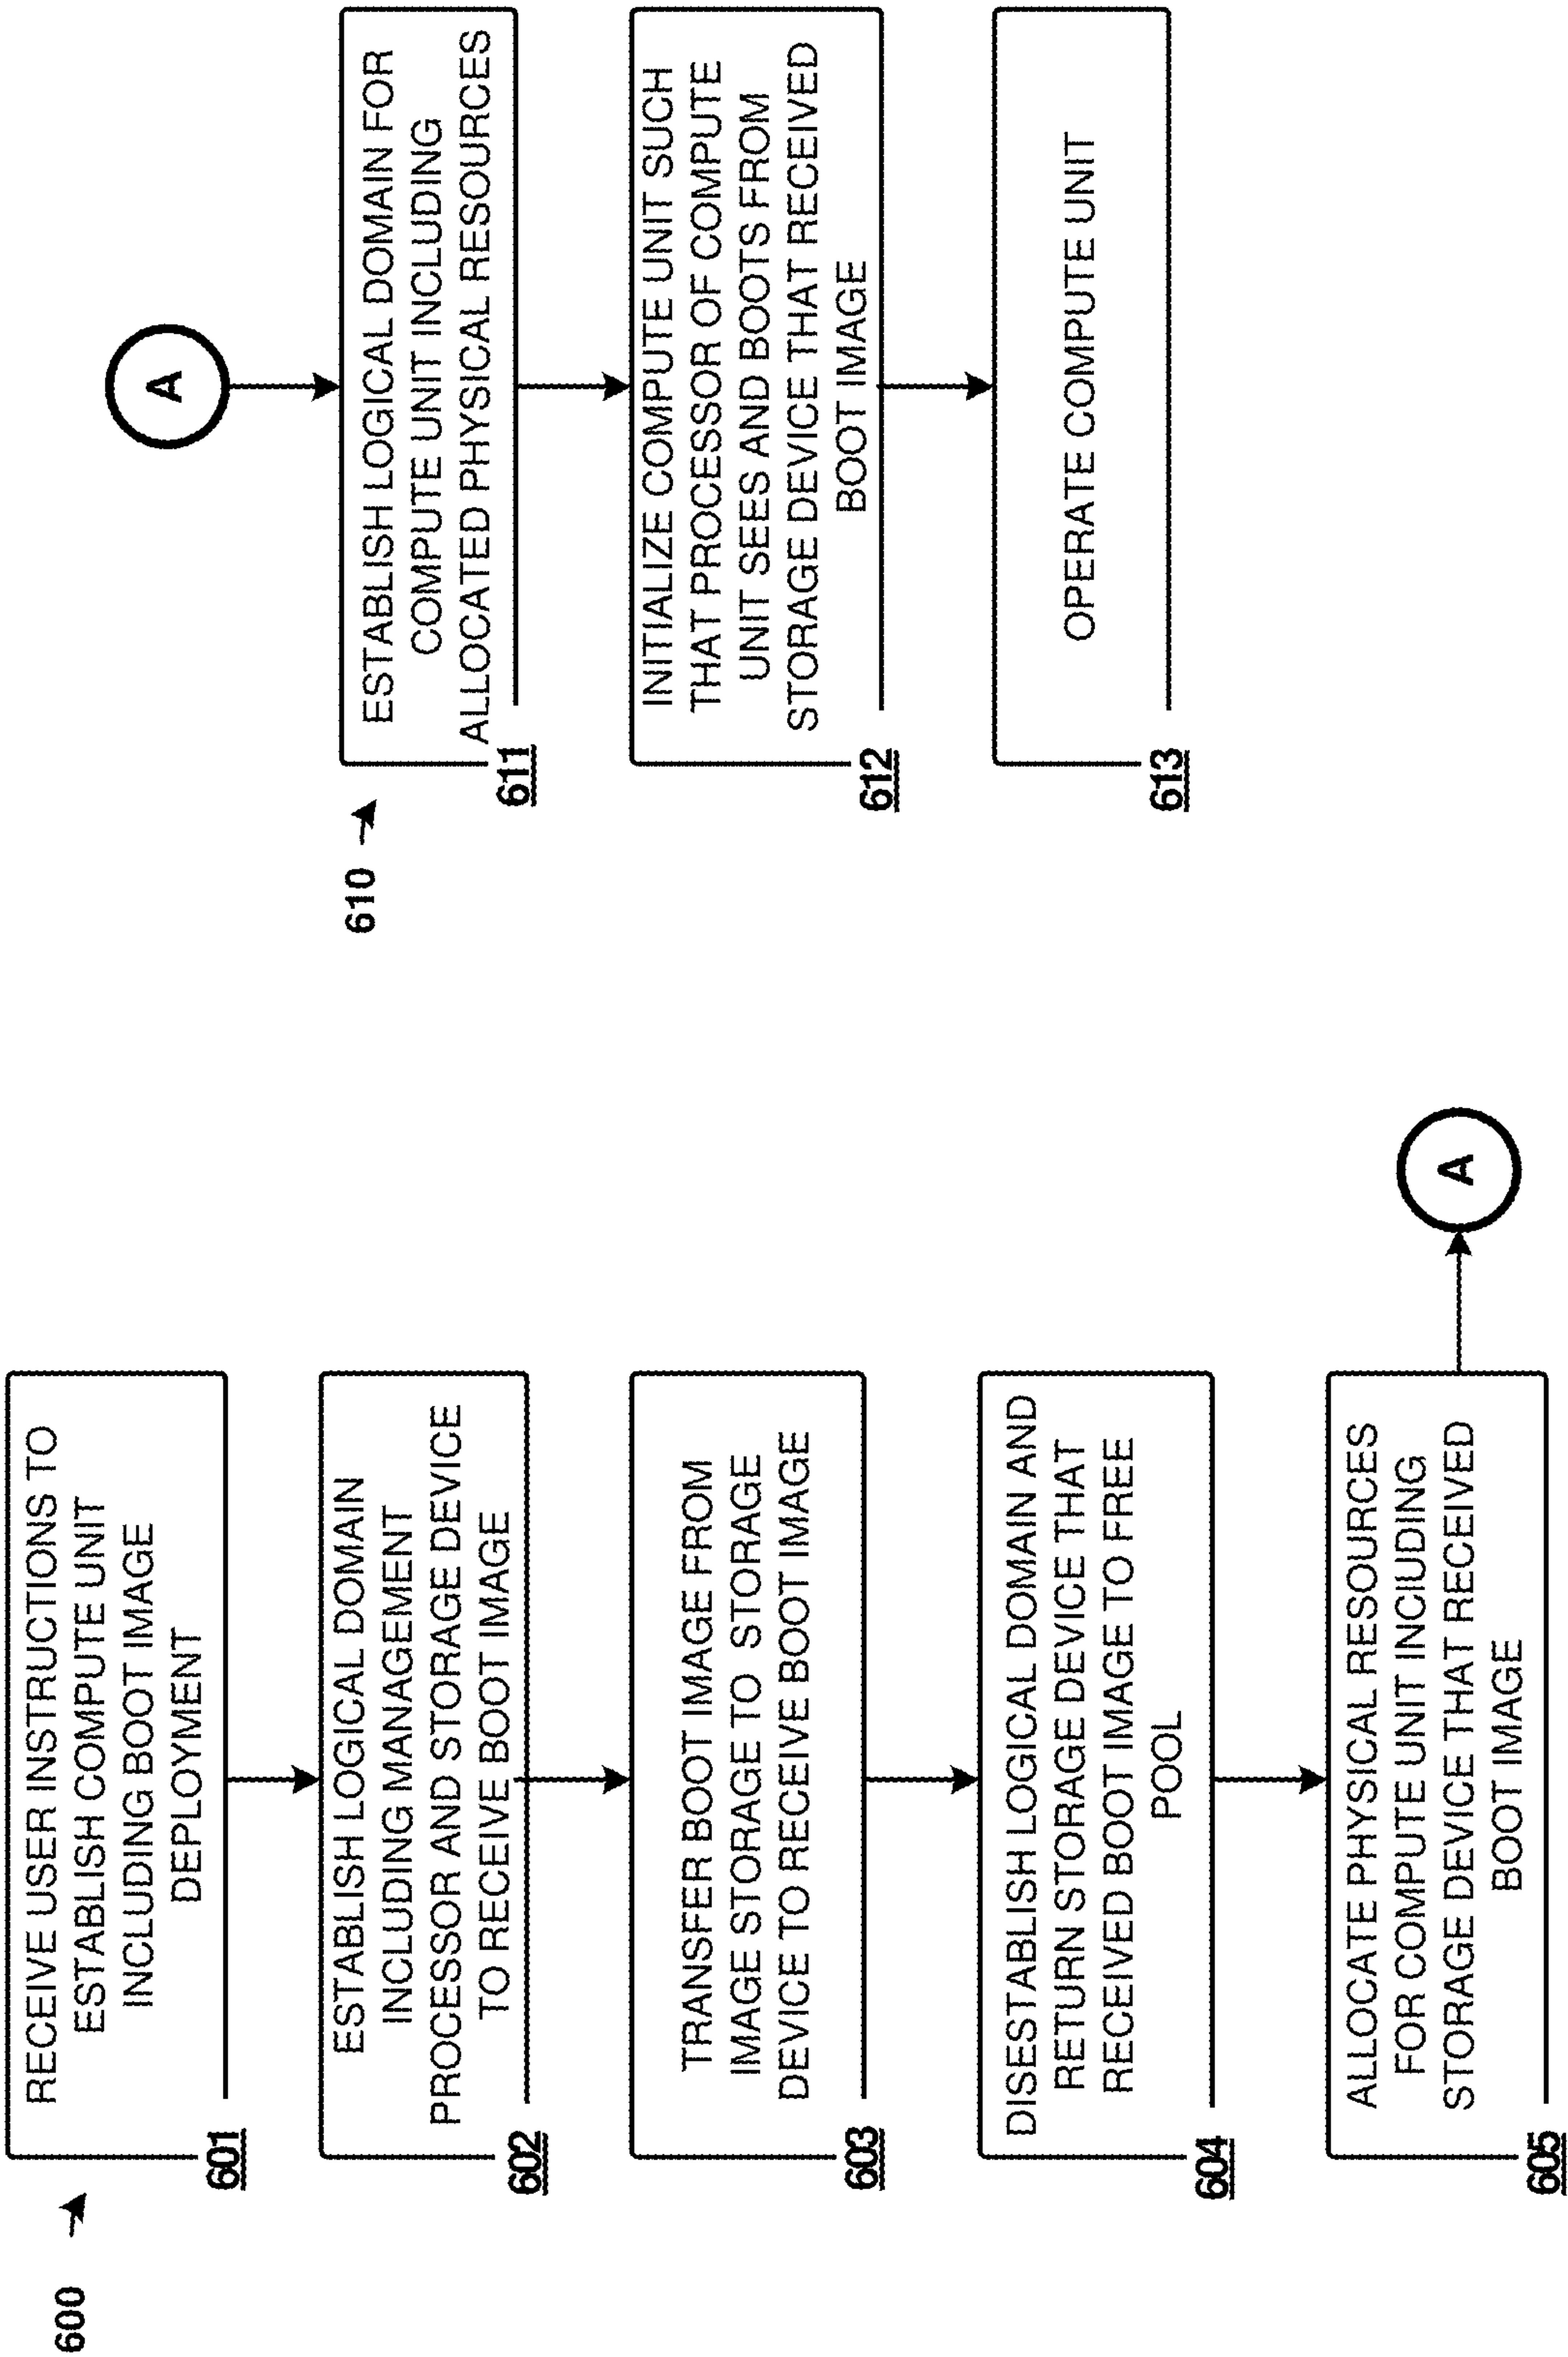 600
RECEIVE USER INSTRUCTIONS TO
ESTABLISH COMPUTE UNIT
INCLUDING BOOT IMAGE
DEPLOYMENT
601
ESTABLISH LOGICAL DOMAIN
INCLUDING MANAGEMENT
PROCESSOR AND STORAGE DEVICE
TO RECEIVE BOOT IMAGE
602
TRANSFER BOOT IMAGE FROM
IMAGE STORAGE TO STORAGE
DEVICE TO RECEIVE BOOT IMAGE
603
DISESTABLISH LOGICAL DOMAIN AND
RETURN STORAGE DEVICE THAT
RECEIVED BOOT IMAGE TO FREE
POOL
604
ALLOCATE PHYSICAL RESOURCES
FOR COMPUTE UNIT INCIUDING
STORAGE DEVICE THAT RECEIVED
BOOT IMAGE
605
A
610
A
ESTABLISH LOGICAL DOMAIN FOR
COMPUTE UNIT INCLUDING
ALLOCATED PHYSICAL RESOURCES
611
INITIALIZE COMPUTE UNIT SUCH
THAT PROCESSOR OF COMPUTE
UNIT SEES AND BOOTS FROM
STORAGE DEVICE THAT RECEIVED
BOOT IMAGE
612
OPERATE COMPUTE UNIT
613